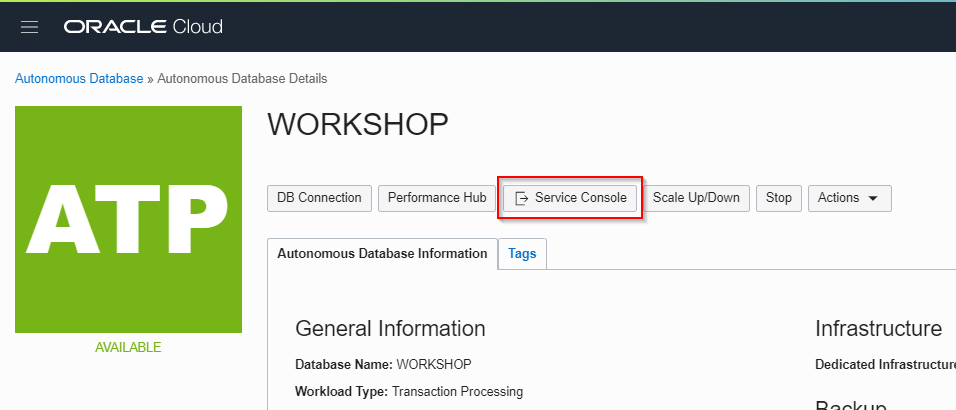 ORACLE Cloud
Autonomous Database » Autonomous Database Details
ATP
AVAILABLE
WORKSHOP
DB Connection Performance Hub Service Console Scale Up/Down Stop Actions
Autonomous Database Information Tags
General Information
Database Name: WORKSHOP
Workload Type: Transaction Processing
Infrastructure
Dedicated Infrastructure
Backup